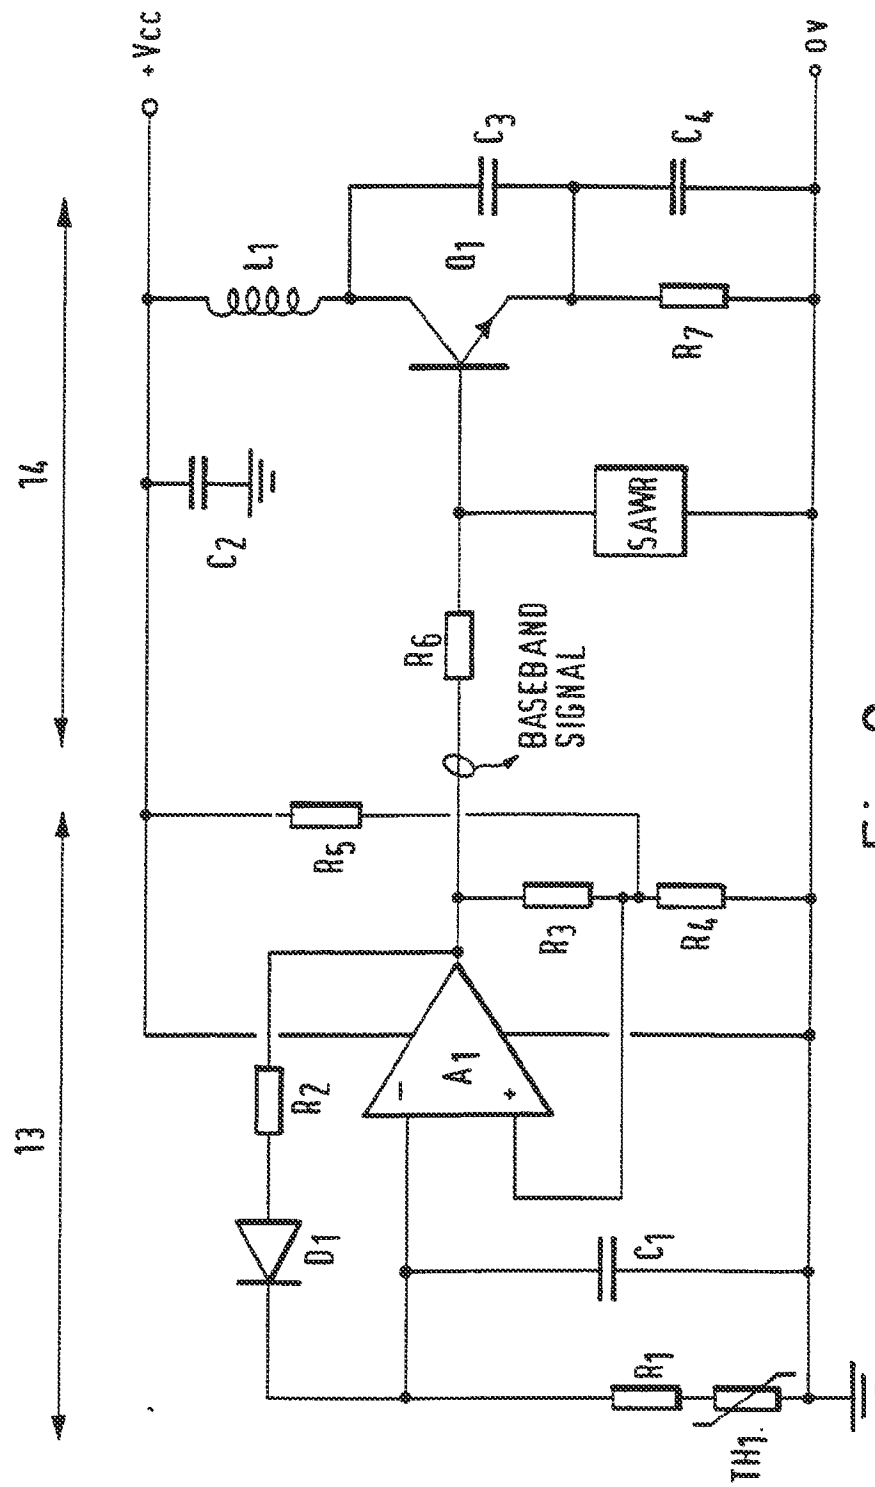 13
14
+Vcc
D1
R2
R5
C2
L1
A1
−
+
R6
BASEBAND
SIGNAL
Q1
C3
C1
R3
SAWR
R1
TH1.
R4
R7
C4
0V